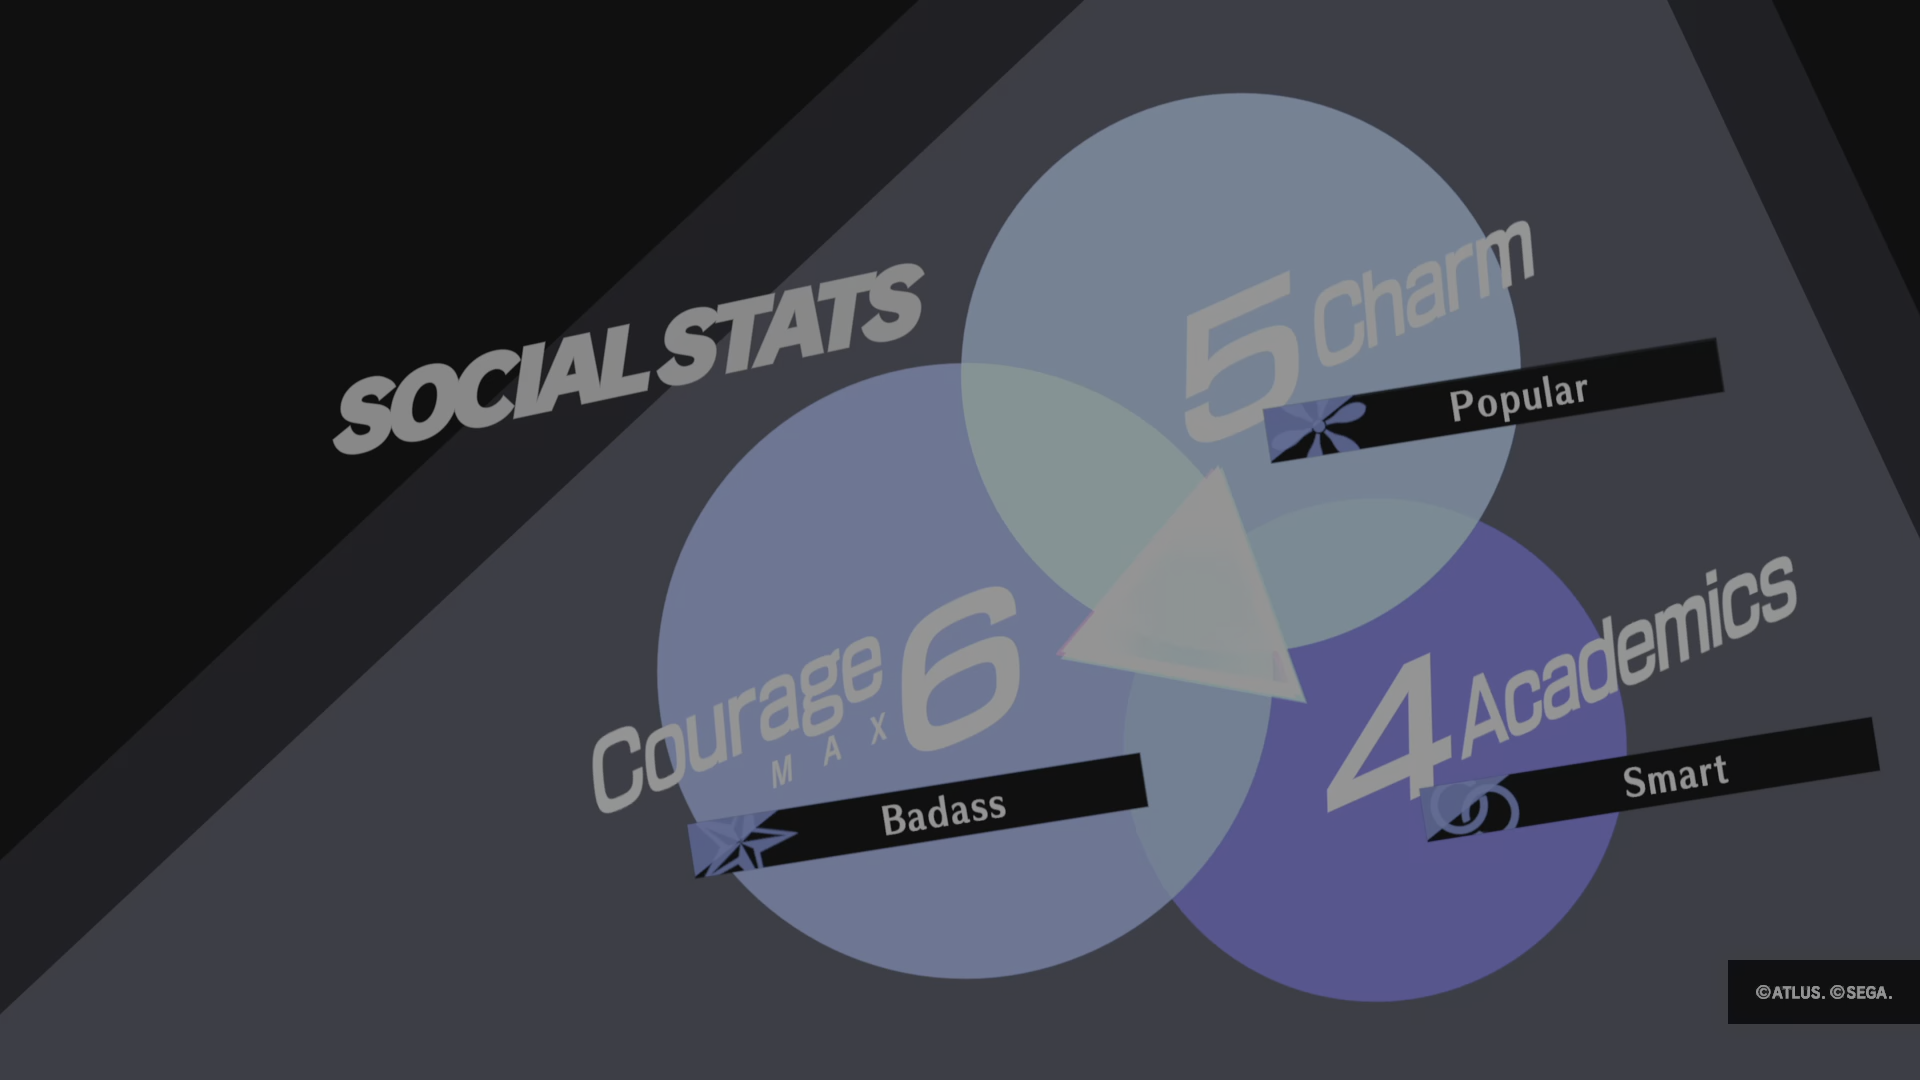 SOCIAL STATS
5 Charm
Popular
Courage 6
MAX
Badass
4 Academics
Smart
©ATLUS. ©SEGA.